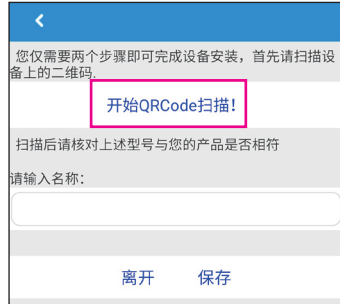 您仅需要两个步骤即可完成设备安装，首先请扫描设
备上的二维码.
开始QRCode扫描!
扫描后请核对上述型号与您的产品是否相符
请输入名称:
离开 保存